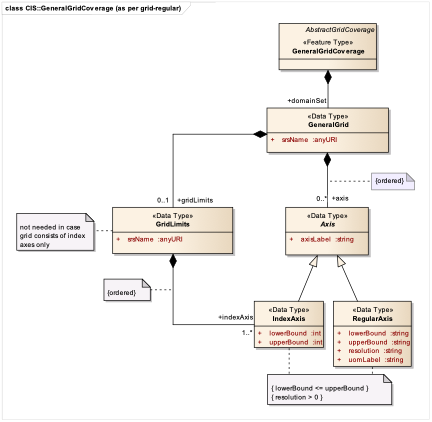 class CIS::GeneralGridCoverage (as per grid-regular)
AbstractGridCoverage
«Feature Type»
GeneralGridCoverage
+domainSet
«Data Type»
GeneralGrid
+ srsName :anyURI
{ordered}
0..1 +gridLimits
0..* +axis
not needed in case
grid consists of index
axes only
«Data Type»
GridLimits
+ srsName :anyURI
«Data Type»
Axis
+ axisLabel :string
{ordered}
+indexAxis
1..*
«Data Type»
IndexAxis
+ lowerBound :int
+ upperBound :int
«Data Type»
RegularAxis
+ lowerBound :string
+ upperBound :string
+ resolution :string
+ uomLabel :string
{ lowerBound <= upperBound }
{ resolution > 0 }